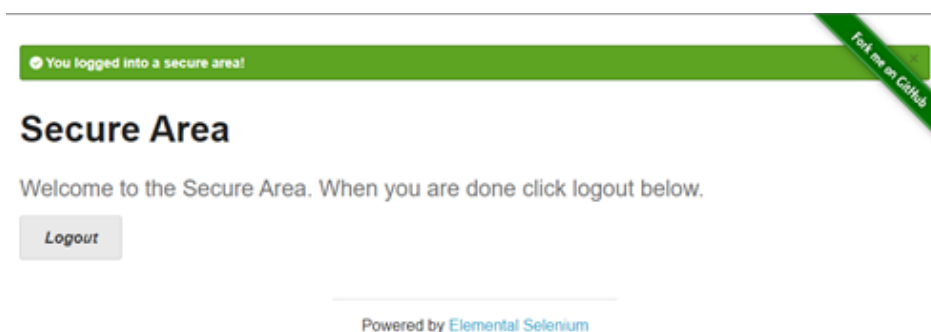 You logged into a secure area!
Fork me on GitHub
Secure Area
Welcome to the Secure Area. When you are done click logout below.
Logout
Powered by Elemental Selenium